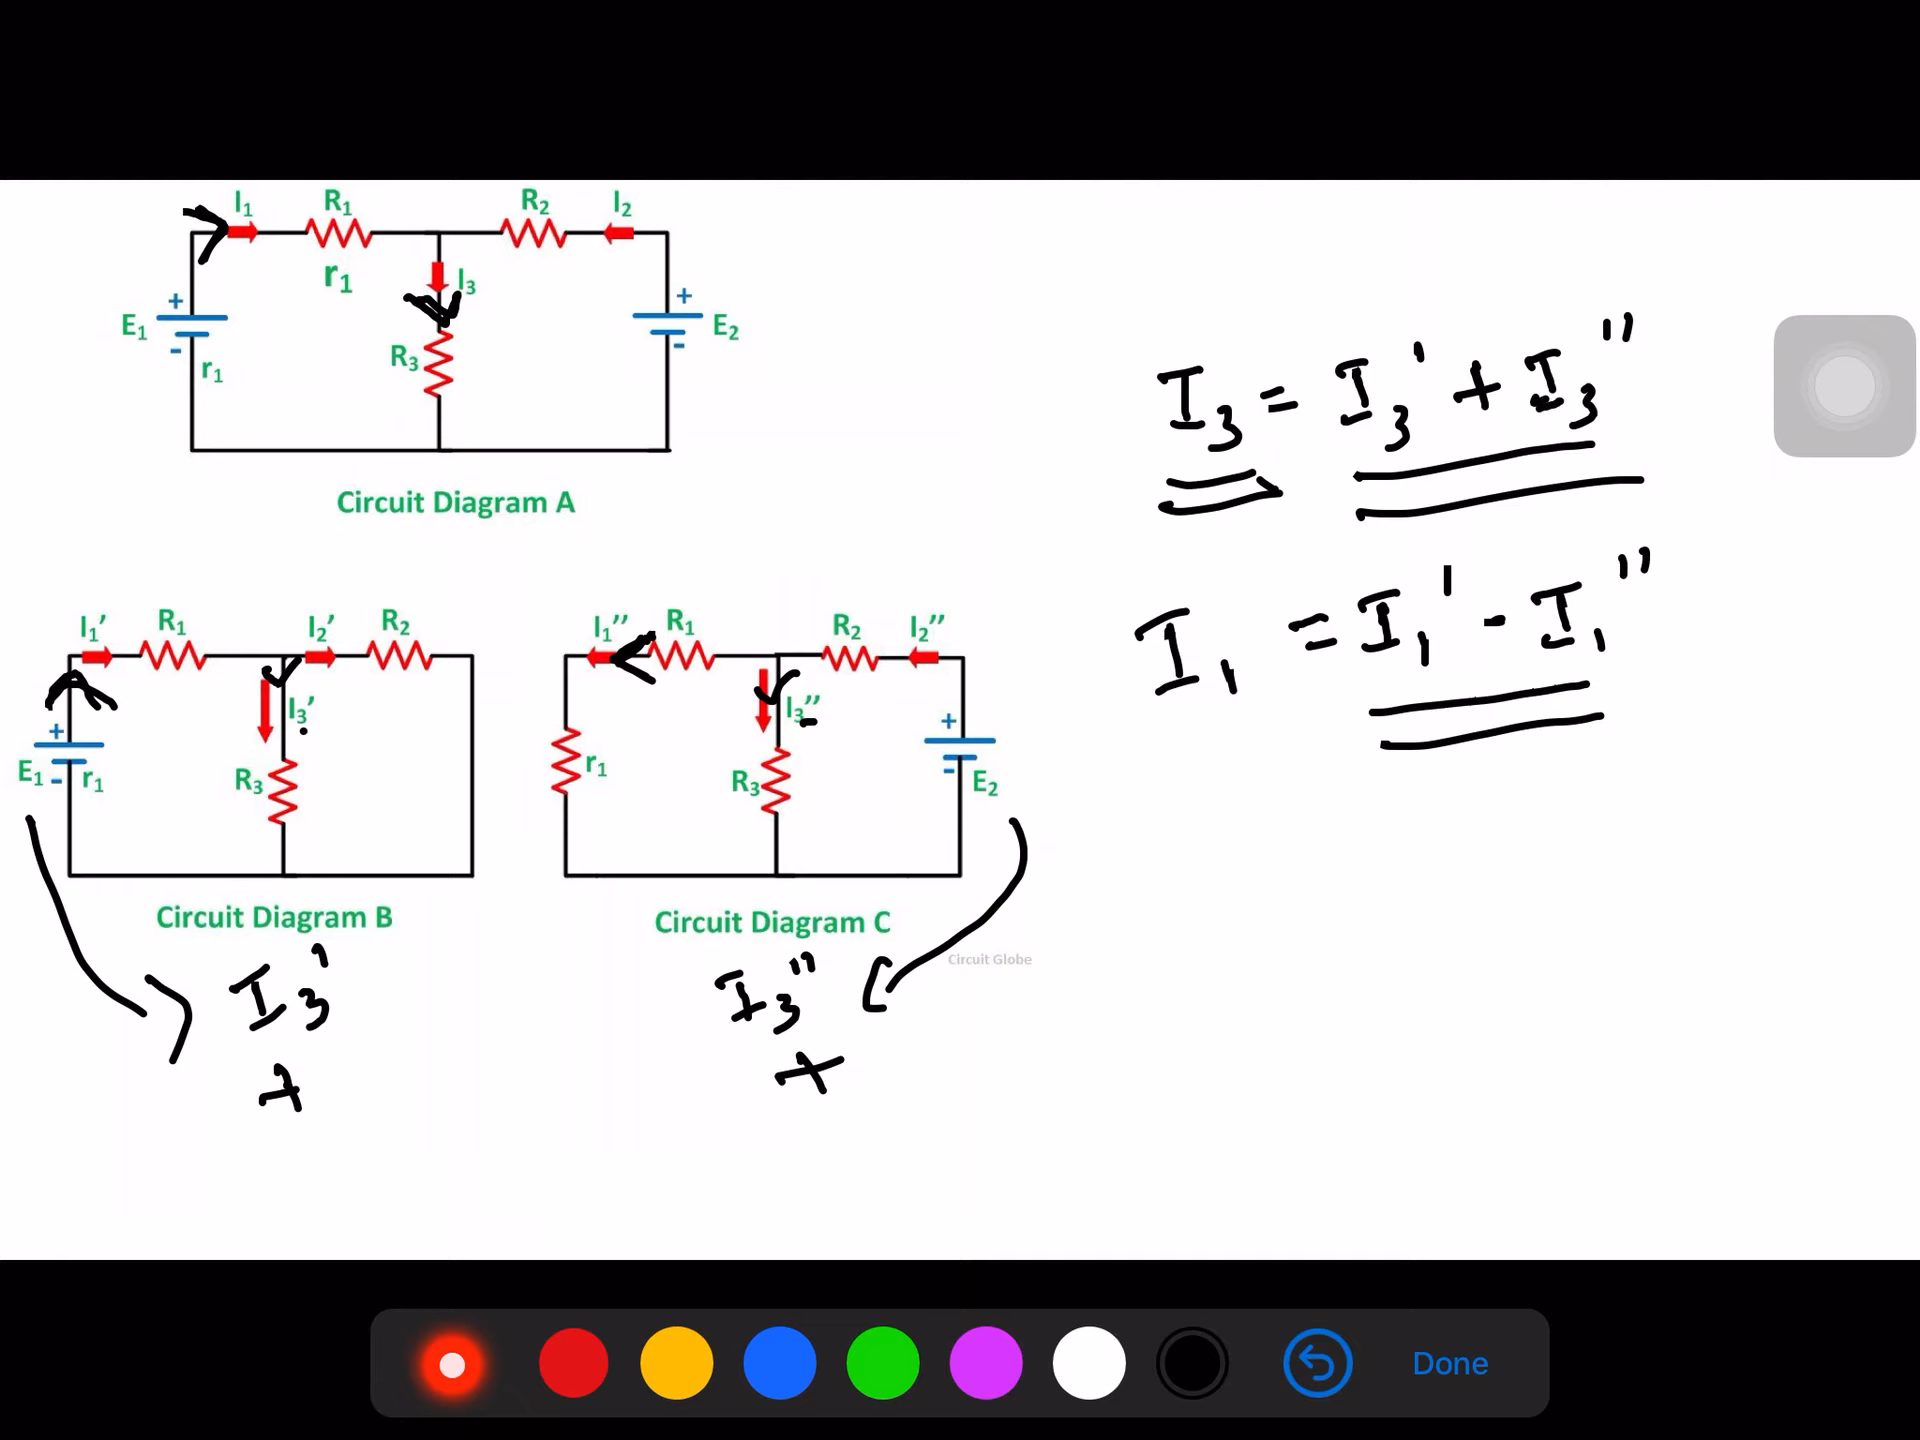 I₁ R₁ R₂ I₂
r₁ I₃
+ +
E₁ E₂
- R₃ -
r₁
Circuit Diagram A
I₃ = I₃' + I₃''
I₁ = I₁' - I₁''
I₁' R₁ I₂' R₂
I₃'
+
E₁ - r₁ R₃
Circuit Diagram B
I₃'
+
I₁'' R₁ R₂ I₂''
I₃''
+
r₁ R₃ - E₂
Circuit Diagram C
Circuit Globe
I₃''
+
Done